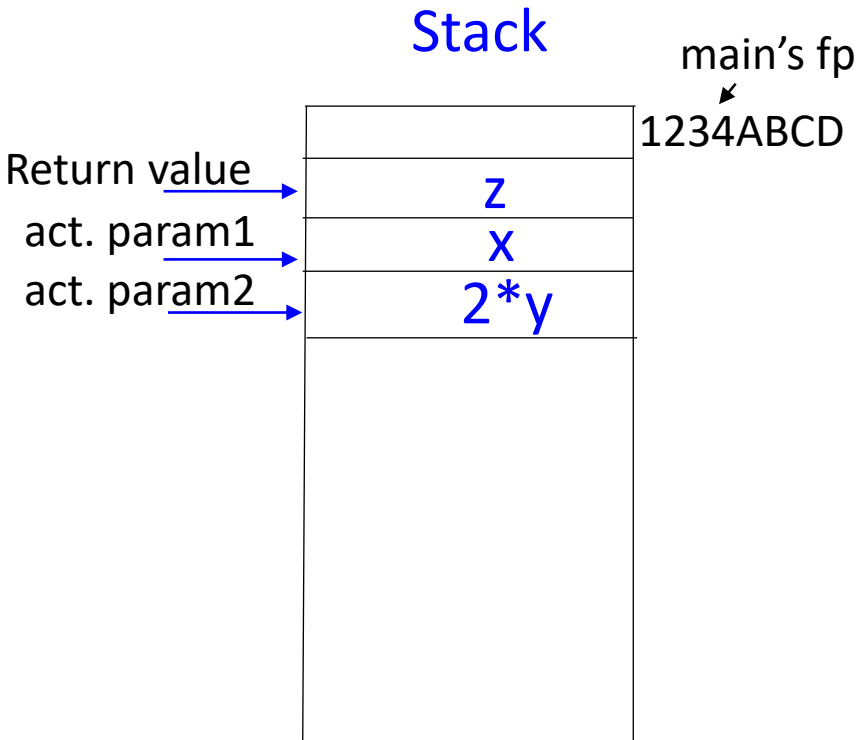 Stack
main's fp
1234ABCD
Return value
z
act. param1
x
act. param2
2*y